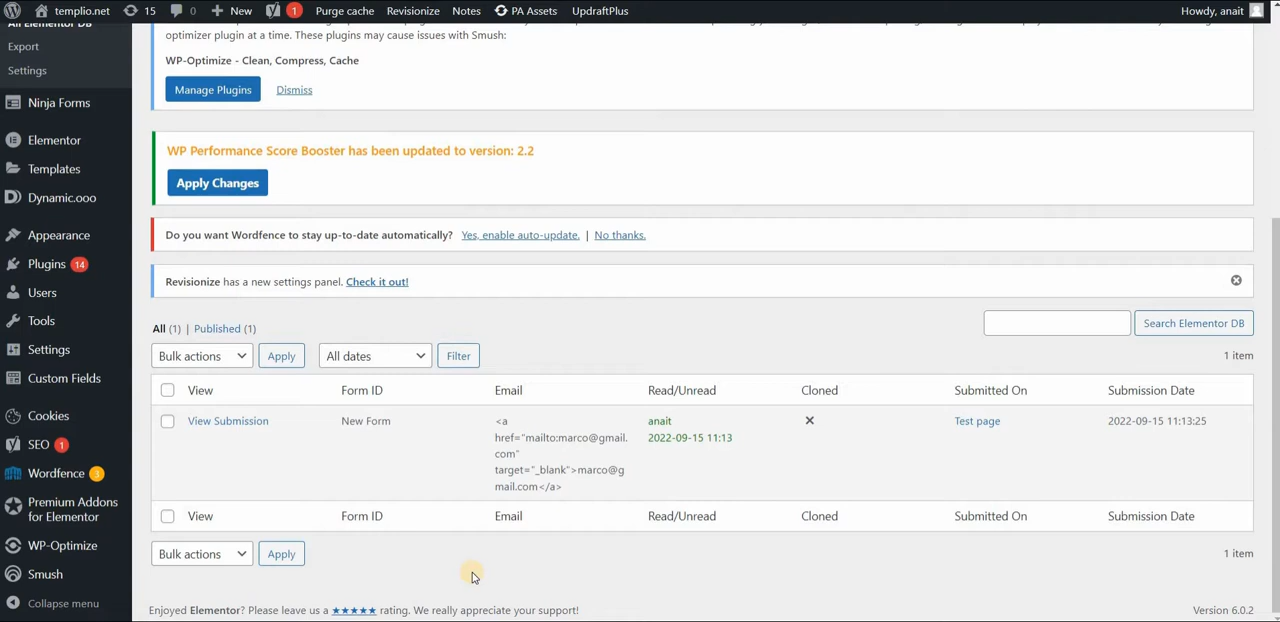 templio.net
15
0
New
1
Purge cache
Revisionize
Notes
PA Assets
UpdraftPlus
Howdy, anait
All Elementor DB
Export
Settings
Ninja Forms
Elementor
Templates
Dynamic.ooo
Appearance
Plugins 14
Users
Tools
Settings
Custom Fields
Cookies
SEO 1
Wordfence 3
Premium Addons
for Elementor
WP-Optimize
Smush
Collapse menu
optimizer plugin at a time. These plugins may cause issues with Smush:
WP-Optimize - Clean, Compress, Cache
Manage Plugins Dismiss
WP Performance Score Booster has been updated to version: 2.2
Apply Changes
Do you want Wordfence to stay up-to-date automatically? Yes, enable auto-update. | No thanks.
Revisionize has a new settings panel. Check it out!
All (1) | Published (1)
Search Elementor DB
Bulk actions Apply All dates Filter
1 item
View Form ID Email Read/Unread Cloned Submitted On Submission Date
View Submission New Form <a anait Test page 2022-09-15 11:13:25
href="mailto:marco@gmail. 2022-09-15 11:13
com"
target="_blank">marco@g
mail.com</a>
View Form ID Email Read/Unread Cloned Submitted On Submission Date
Bulk actions Apply
1 item
Enjoyed Elementor? Please leave us a ★★★★★ rating. We really appreciate your support!
Version 6.0.2